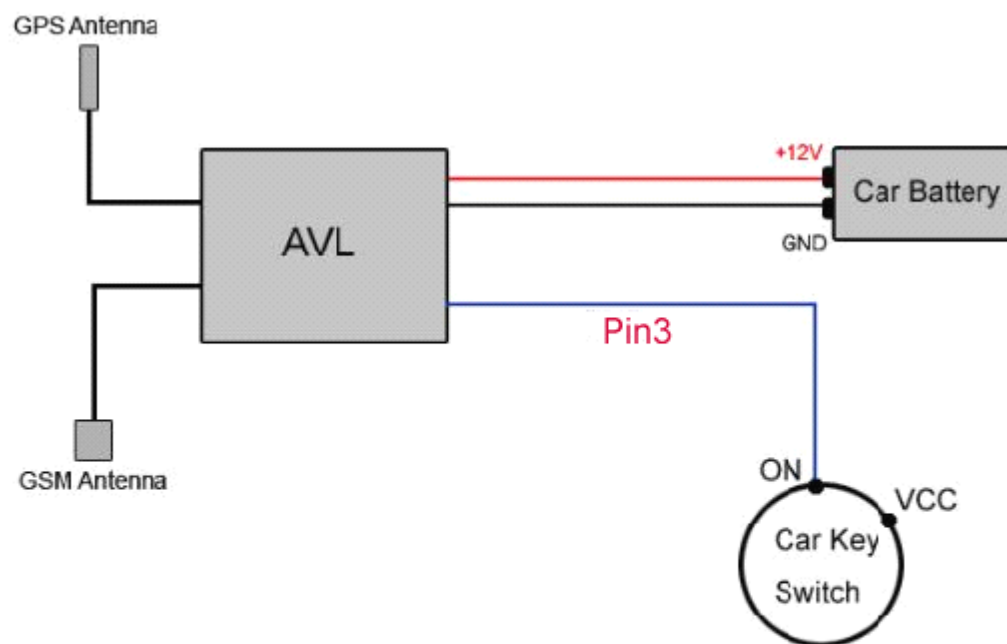 GPS Antenna
+12V
Car Battery
AVL
GND
Pin3
GSM Antenna
ON
VCC
Car Key
Switch